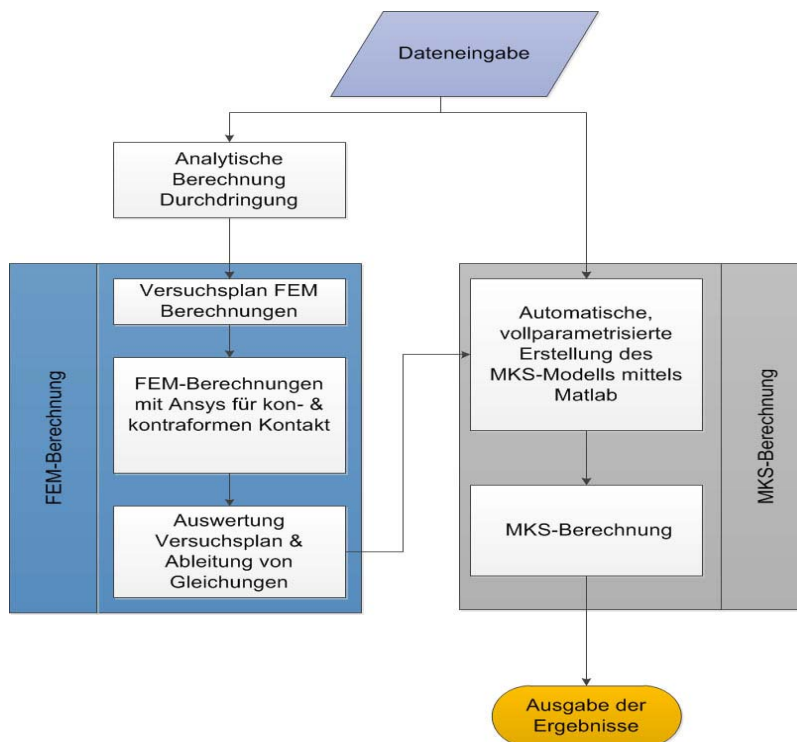 Dateneingabe
Analytische
Berechnung
Durchdringung
FEM-Berechnung
Versuchsplan FEM
Berechnungen
FEM-Berechnungen
mit Ansys für kon- &
kontraformen Kontakt
Auswertung
Versuchsplan &
Ableitung von
Gleichungen
Automatische,
vollparametrisierte
Erstellung des
MKS-Modells mittels
Matlab
MKS-Berechnung
MKS-Berechnung
Ausgabe der
Ergebnisse